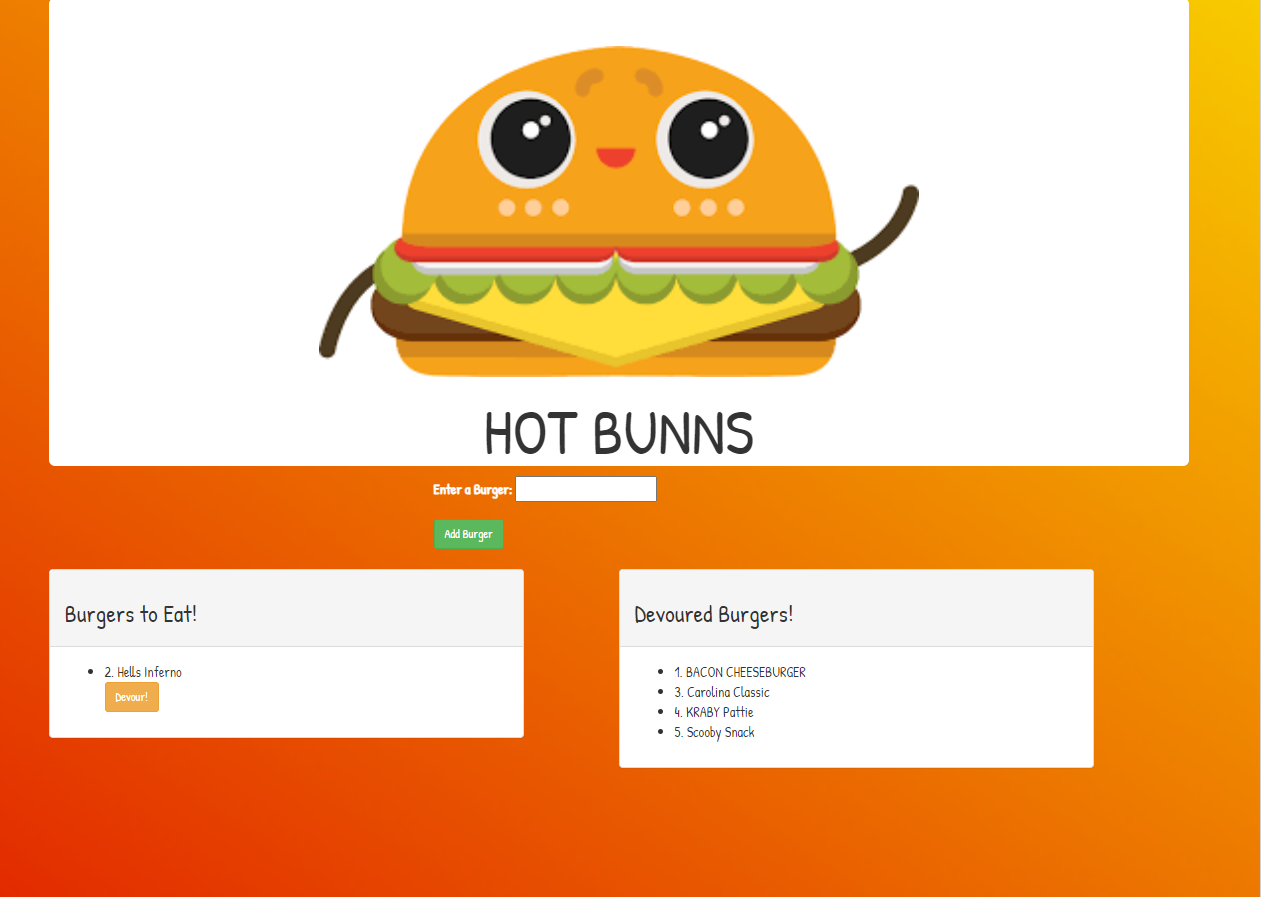 HOT BUNNS
Enter a Burger:
Add Burger
Burgers to Eat!
2. Hells Inferno
Devour!
Devoured Burgers!
1. BACON CHEESEBURGER
3. Carolina Classic
4. KRABY Pattie
5. Scooby Snack